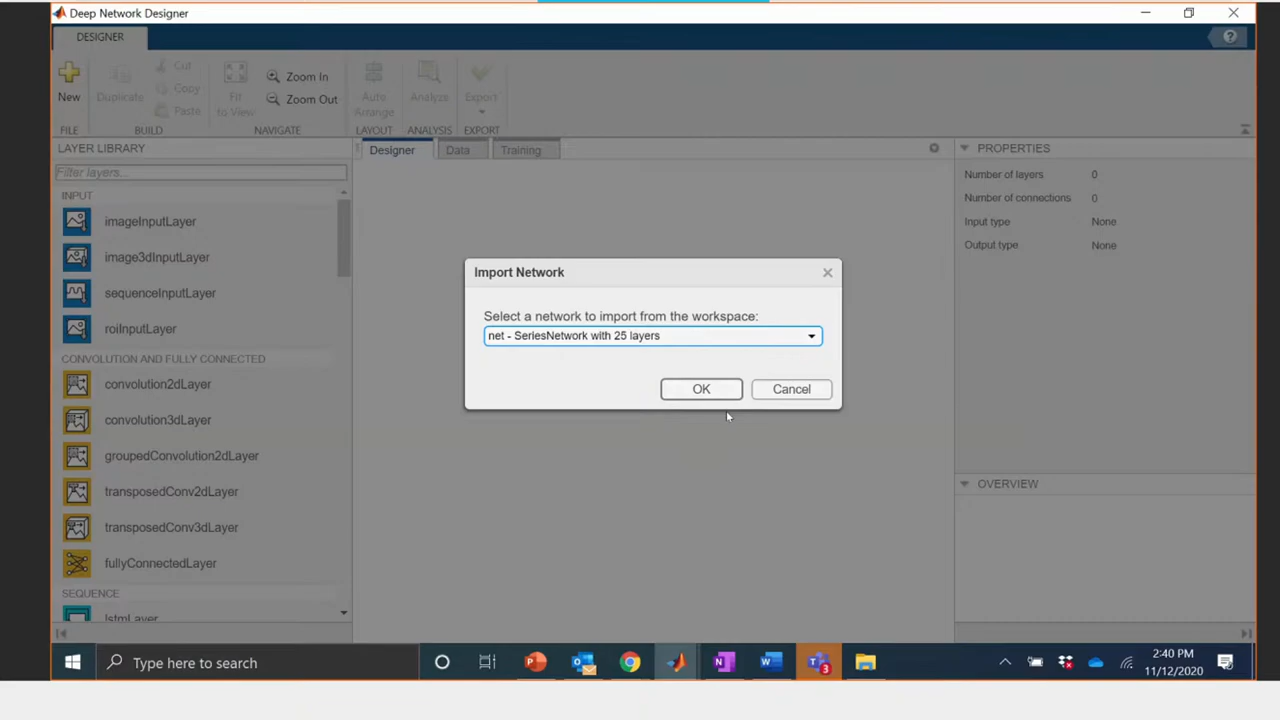 Deep Network Designer
DESIGNER
?
New
Duplicate
Cut
Copy
Paste
Fit
to View
Zoom In
Zoom Out
Auto
Arrange
Analyze
Export
FILE
BUILD
NAVIGATE
LAYOUT
ANALYSIS
EXPORT
LAYER LIBRARY
Filter layers...
INPUT
imageInputLayer
image3dInputLayer
sequenceInputLayer
roiInputLayer
CONVOLUTION AND FULLY CONNECTED
convolution2dLayer
convolution3dLayer
groupedConvolution2dLayer
transposedConv2dLayer
transposedConv3dLayer
fullyConnectedLayer
SEQUENCE
lstmLayer
Designer
Data
Training
Import Network
Select a network to import from the workspace:
net - SeriesNetwork with 25 layers
OK
Cancel
PROPERTIES
Number of layers 0
Number of connections 0
Input type None
Output type None
OVERVIEW
Type here to search
3
2:40 PM
11/12/2020